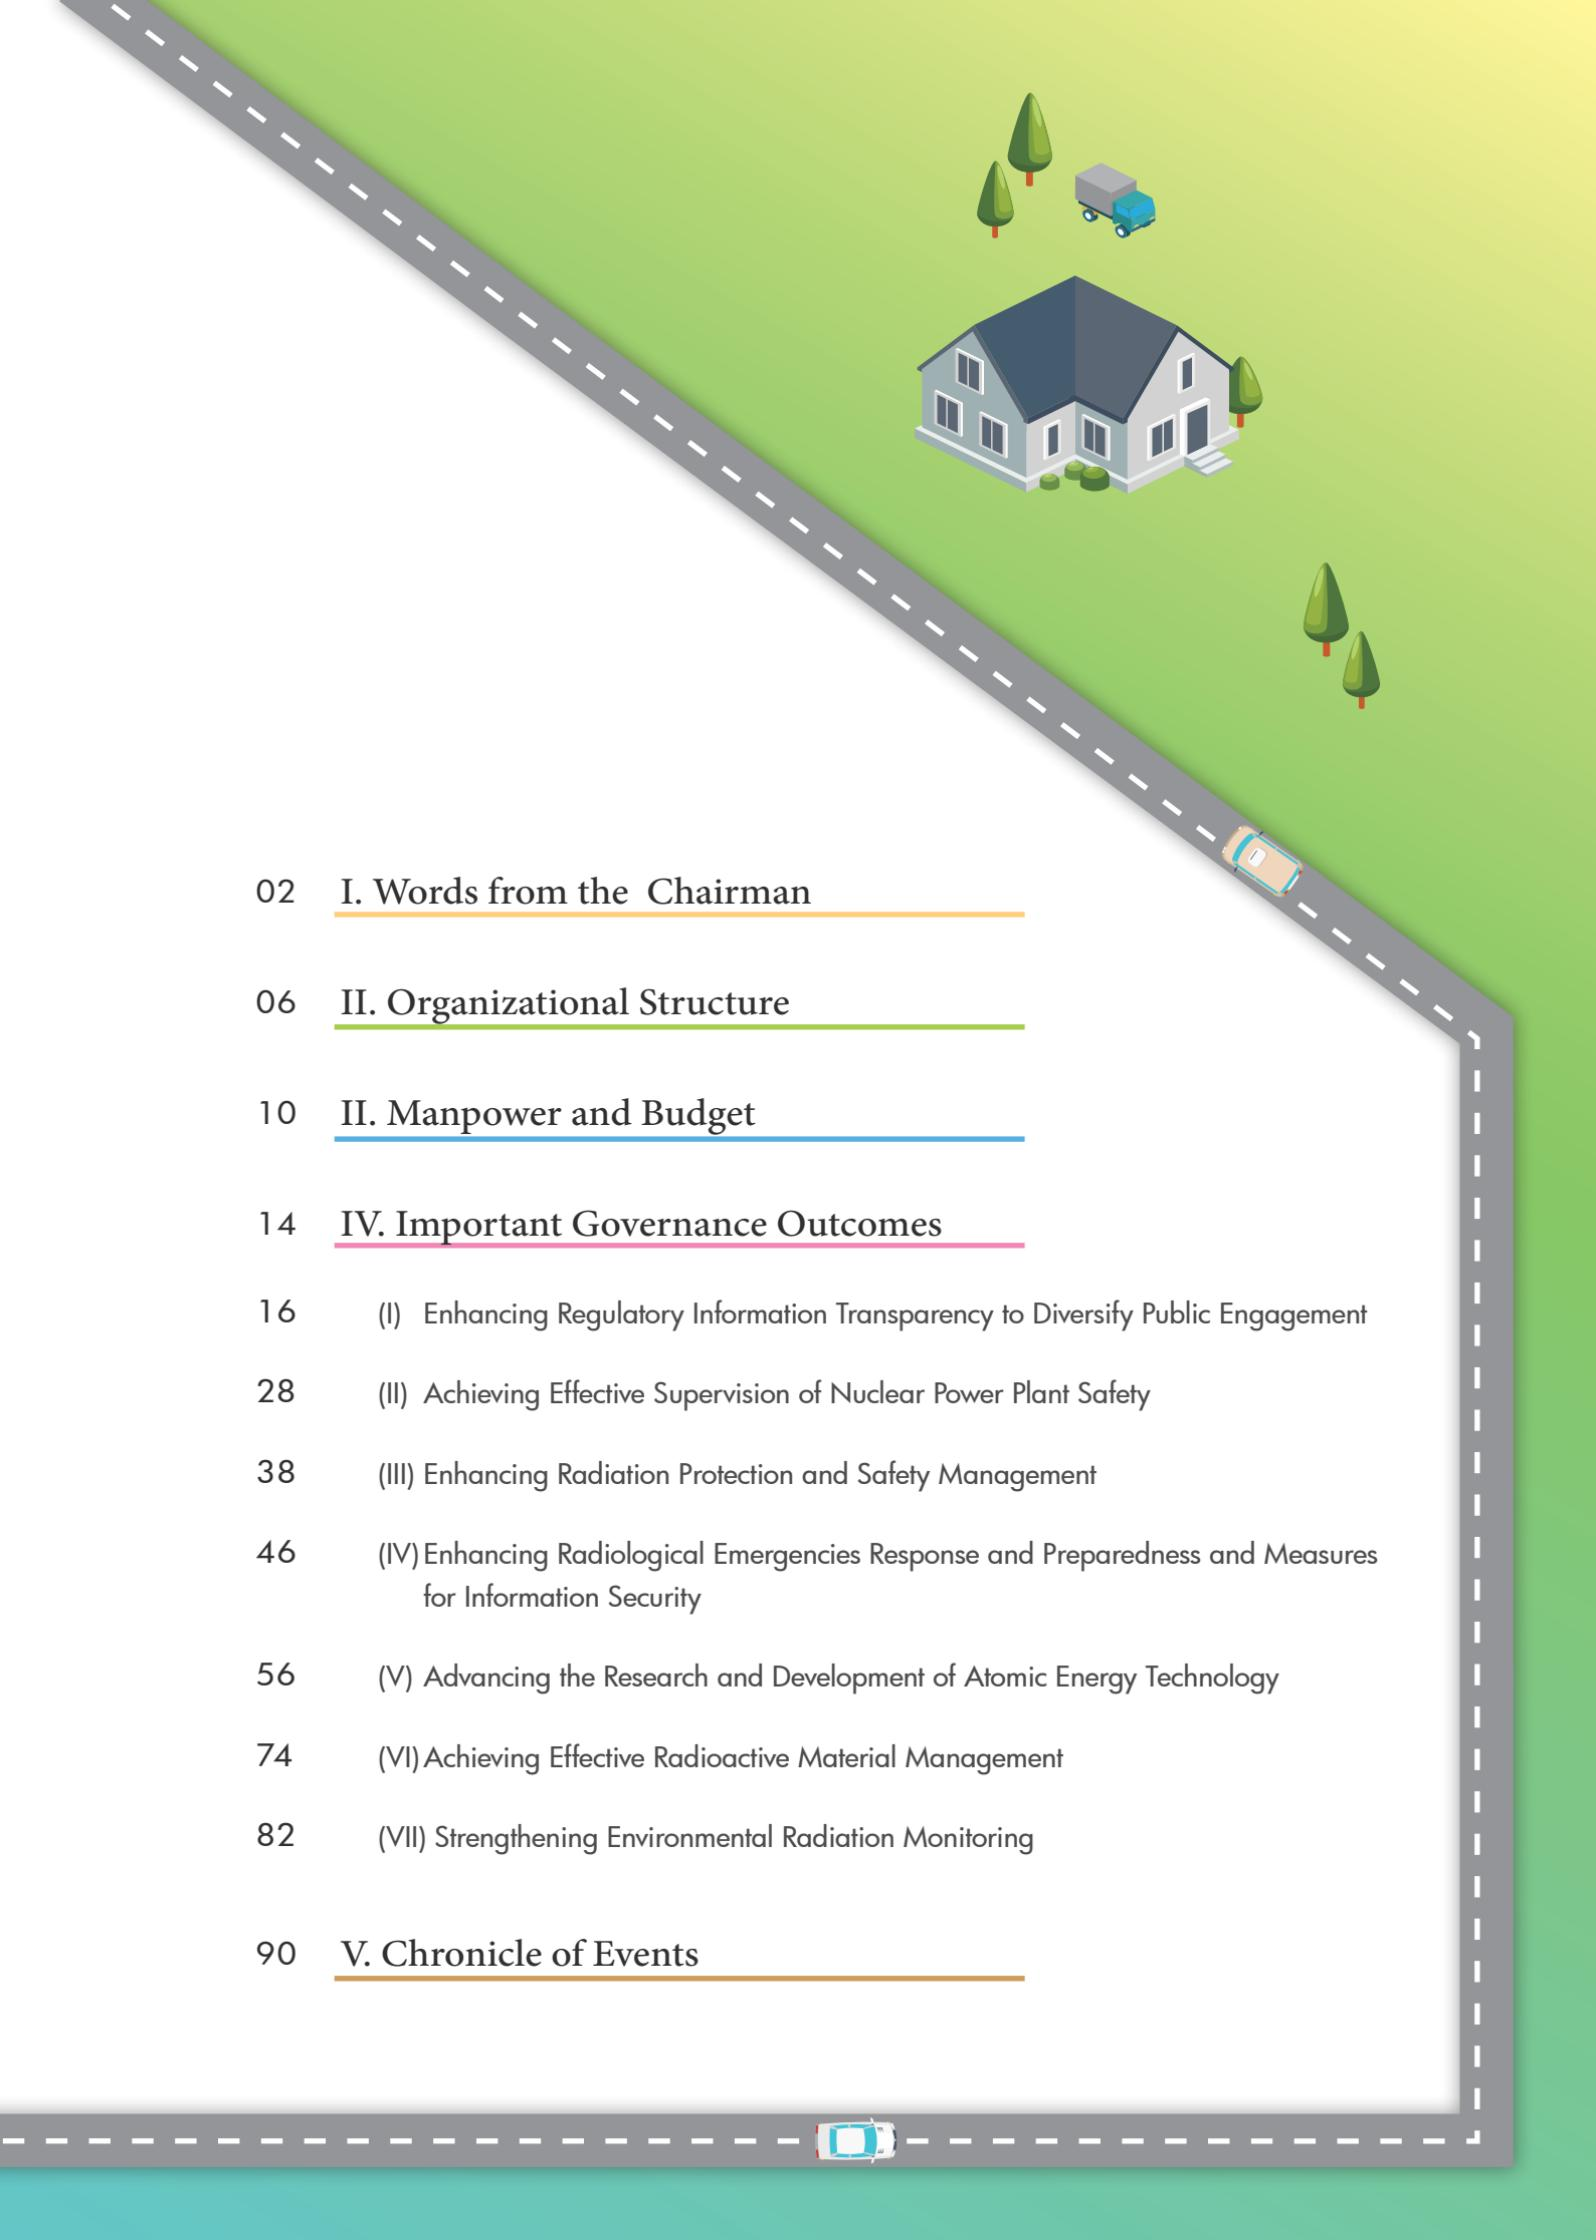 02 I. Words from the  Chairman
06 II. Organizational Structure
10 II. Manpower and Budget
14 IV. Important Governance Outcomes
16 (I) Enhancing Regulatory Information Transparency to Diversify Public Engagement
28 (II) Achieving Effective Supervision of Nuclear Power Plant Safety
38 (III) Enhancing Radiation Protection and Safety Management
46 (IV) Enhancing Radiological Emergencies Response and Preparedness and Measures
for Information Security
56 (V) Advancing the Research and Development of Atomic Energy Technology
74 (VI) Achieving Effective Radioactive Material Management
82 (VII) Strengthening Environmental Radiation Monitoring
90 V. Chronicle of Events